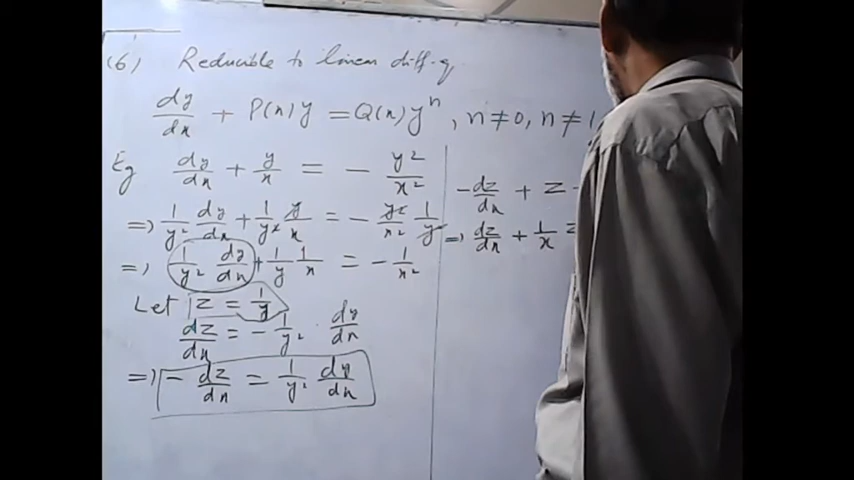 (6) Reducible to linear diff. eq
dy/dx + P(x)y = Q(x)y^n, n ≠ 0, n ≠ 1
Eg dy/dx + y/x = - y²/x²
=> 1/y² dy/dx + 1/y² y/x = - y²/x² 1/y²
=> 1/y² dy/dx + 1/y 1/x = - 1/x²
Let z = 1/y
dz/dx = - 1/y² dy/dx
=> - dz/dx = 1/y² dy/dx
- dz/dx + z
=> dz/dx + 1/x z